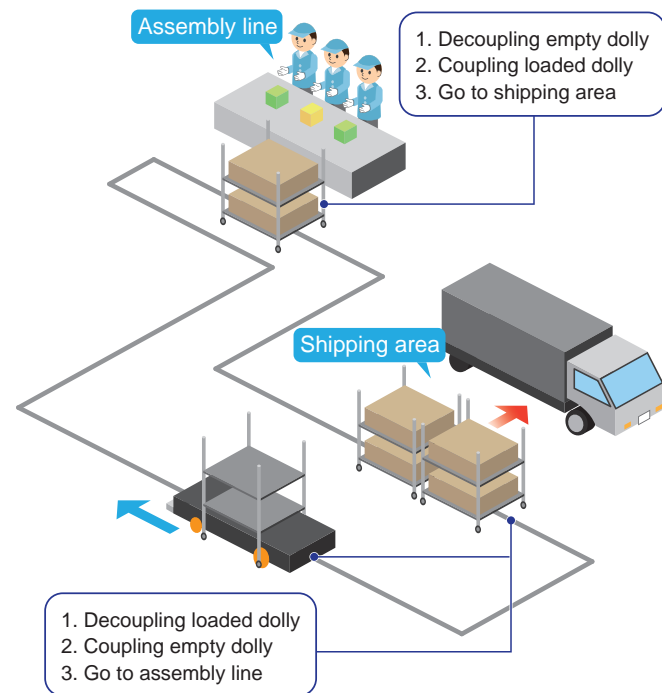 Assembly line
1. Decoupling empty dolly
2. Coupling loaded dolly
3. Go to shipping area
Shipping area
1. Decoupling loaded dolly
2. Coupling empty dolly
3. Go to assembly line